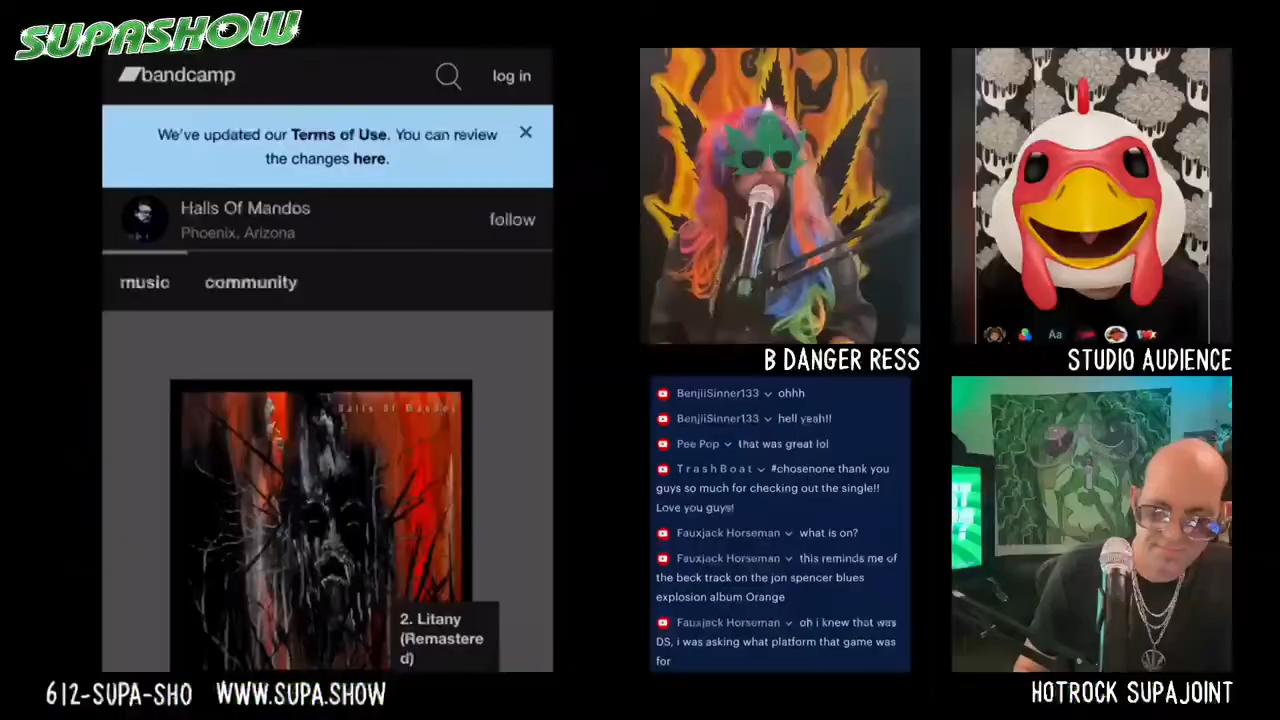 SUPASHOW
bandcamp
log in
We've updated our Terms of Use. You can review
the changes here.
Halls Of Mandos
Phoenix, Arizona
follow
music
community
Halls Of Mandos
2. Litany
(Remastere
d)
B DANGER RESS
Aa
STUDIO AUDIENCE
BenjiiSinner133 ohhh
BenjiiSinner133 hell yeah!!
Pee Pop that was great lol
T r a s h B o a t #chosenone thank you
guys so much for checking out the single!!
Love you guys!
Fauxjack Horseman what is on?
Fauxjack Horseman this reminds me of
the beck track on the jon spencer blues
explosion album Orange
Fauxjack Horseman oh i knew that was
DS, i was asking what platform that game was
for
HOTROCK SUPAJOINT
612-SUPA-SHO
WWW.SUPA.SHOW